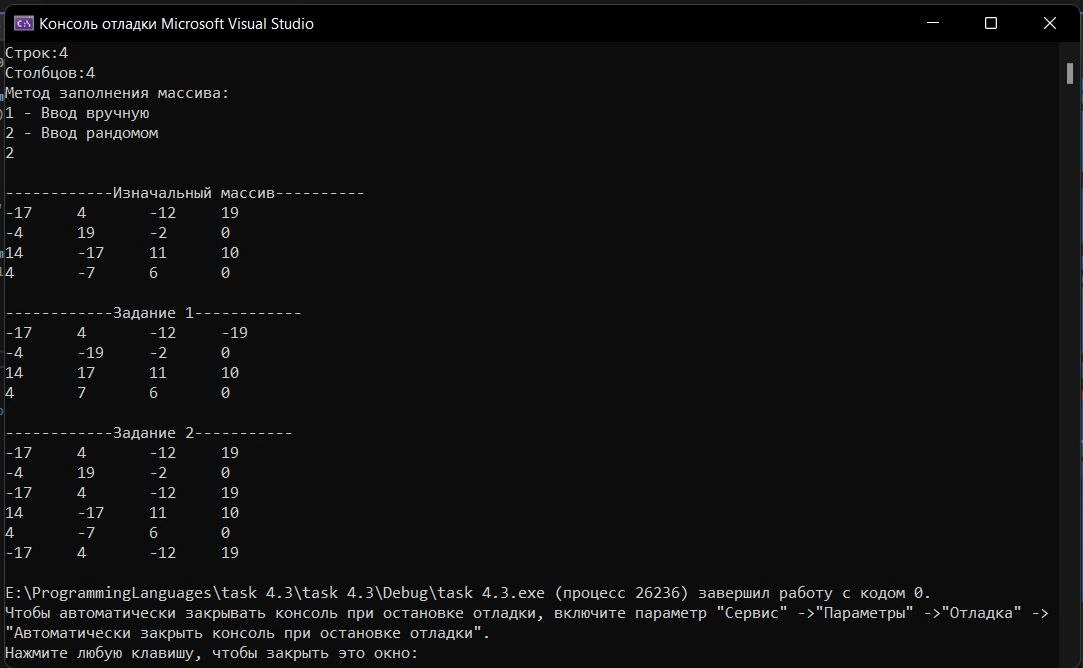 Консоль отладки Microsoft Visual Studio
Строк:4
Столбцов:4
Метод заполнения массива:
1 - Ввод вручную
2 - Ввод рандомом
2
------------Изначальный массив----------
-17 4 -12 19
-4 19 -2 0
14 -17 11 10
4 -7 6 0
------------Задание 1------------
-17 4 -12 -19
-4 -19 -2 0
14 17 11 10
4 7 6 0
------------Задание 2-----------
-17 4 -12 19
-4 19 -2 0
-17 4 -12 19
14 -17 11 10
4 -7 6 0
-17 4 -12 19
E:\ProgrammingLanguages\task 4.3\task 4.3\Debug\task 4.3.exe (процесс 26236) завершил работу с кодом 0.
Чтобы автоматически закрывать консоль при остановке отладки, включите параметр "Сервис" ->"Параметры" ->"Отладка" ->
"Автоматически закрыть консоль при остановке отладки".
Нажмите любую клавишу, чтобы закрыть это окно: